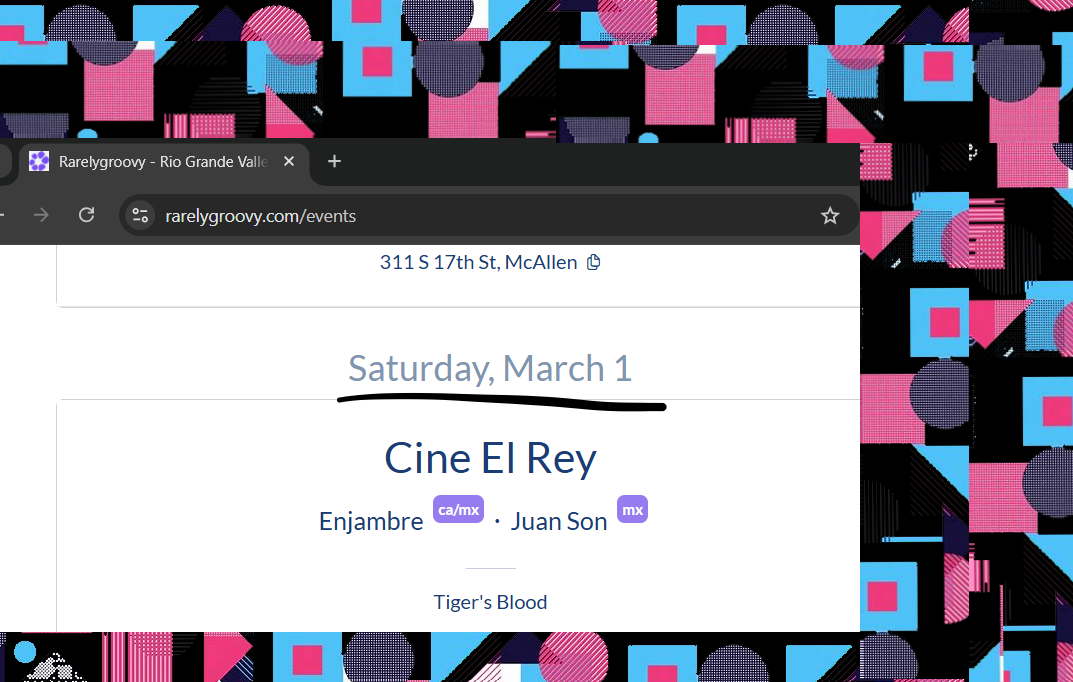 Rarelygroovy - Rio Grande Valle
rarelygroovy.com/events
311 S 17th St, McAllen
Saturday, March 1
Cine El Rey
Enjambre ca/mx · Juan Son mx
Tiger's Blood